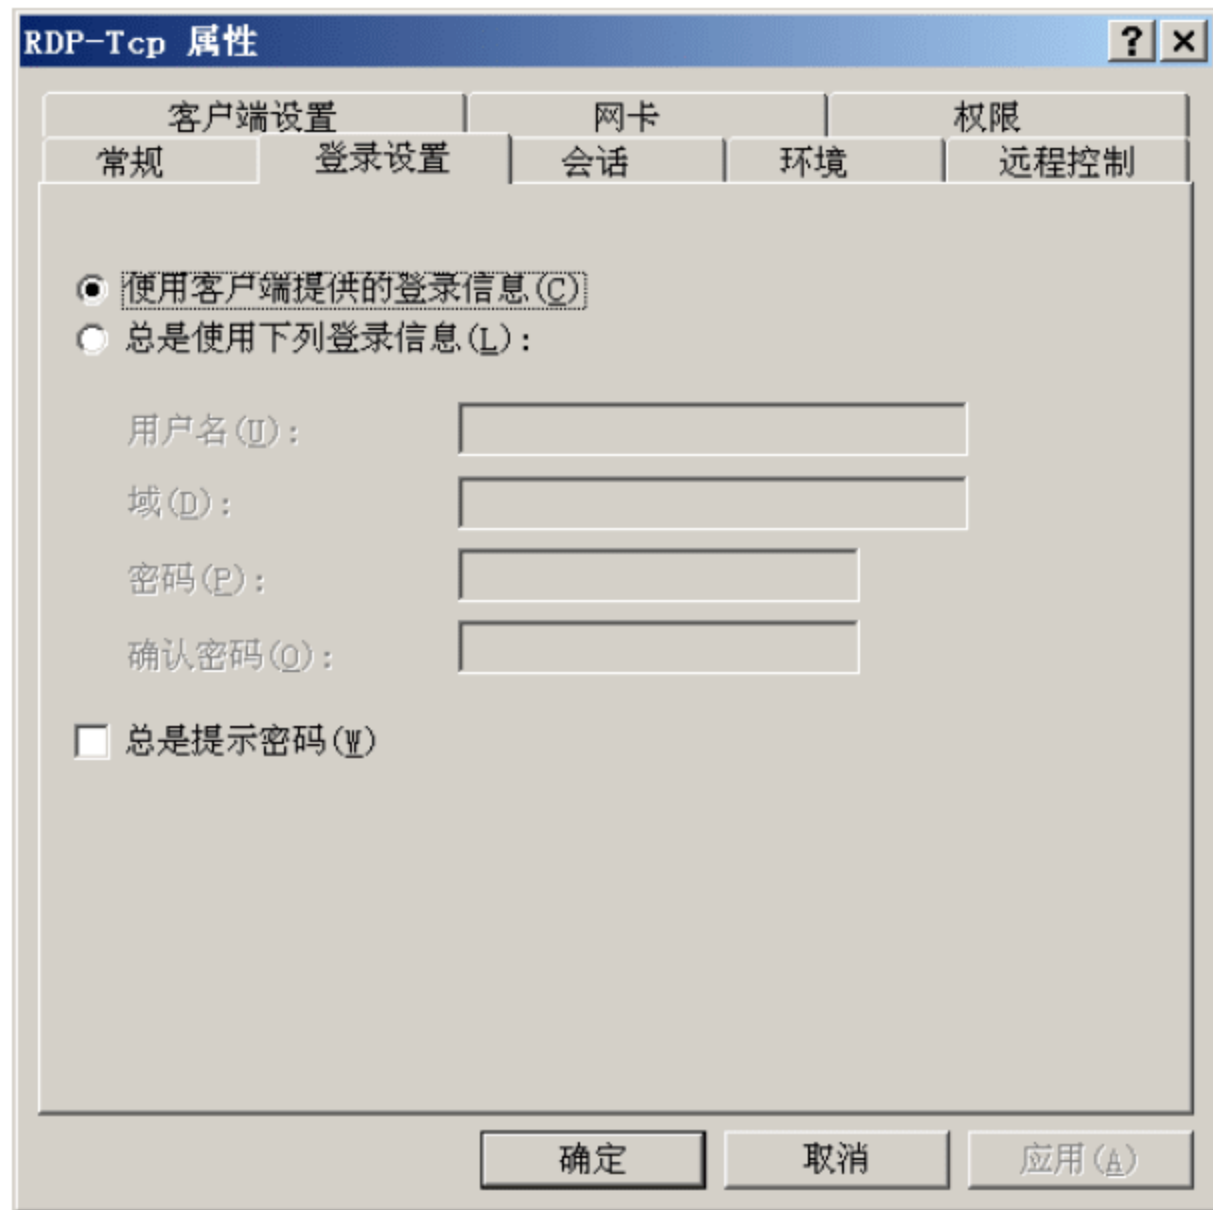 RDP-Tcp 属性
客户端设置 网卡 权限
常规 登录设置 会话 环境 远程控制
使用客户端提供的登录信息(C)
总是使用下列登录信息(L):
用户名(U):
域(D):
密码(P):
确认密码(O):
总是提示密码(W)
确定 取消 应用(A)